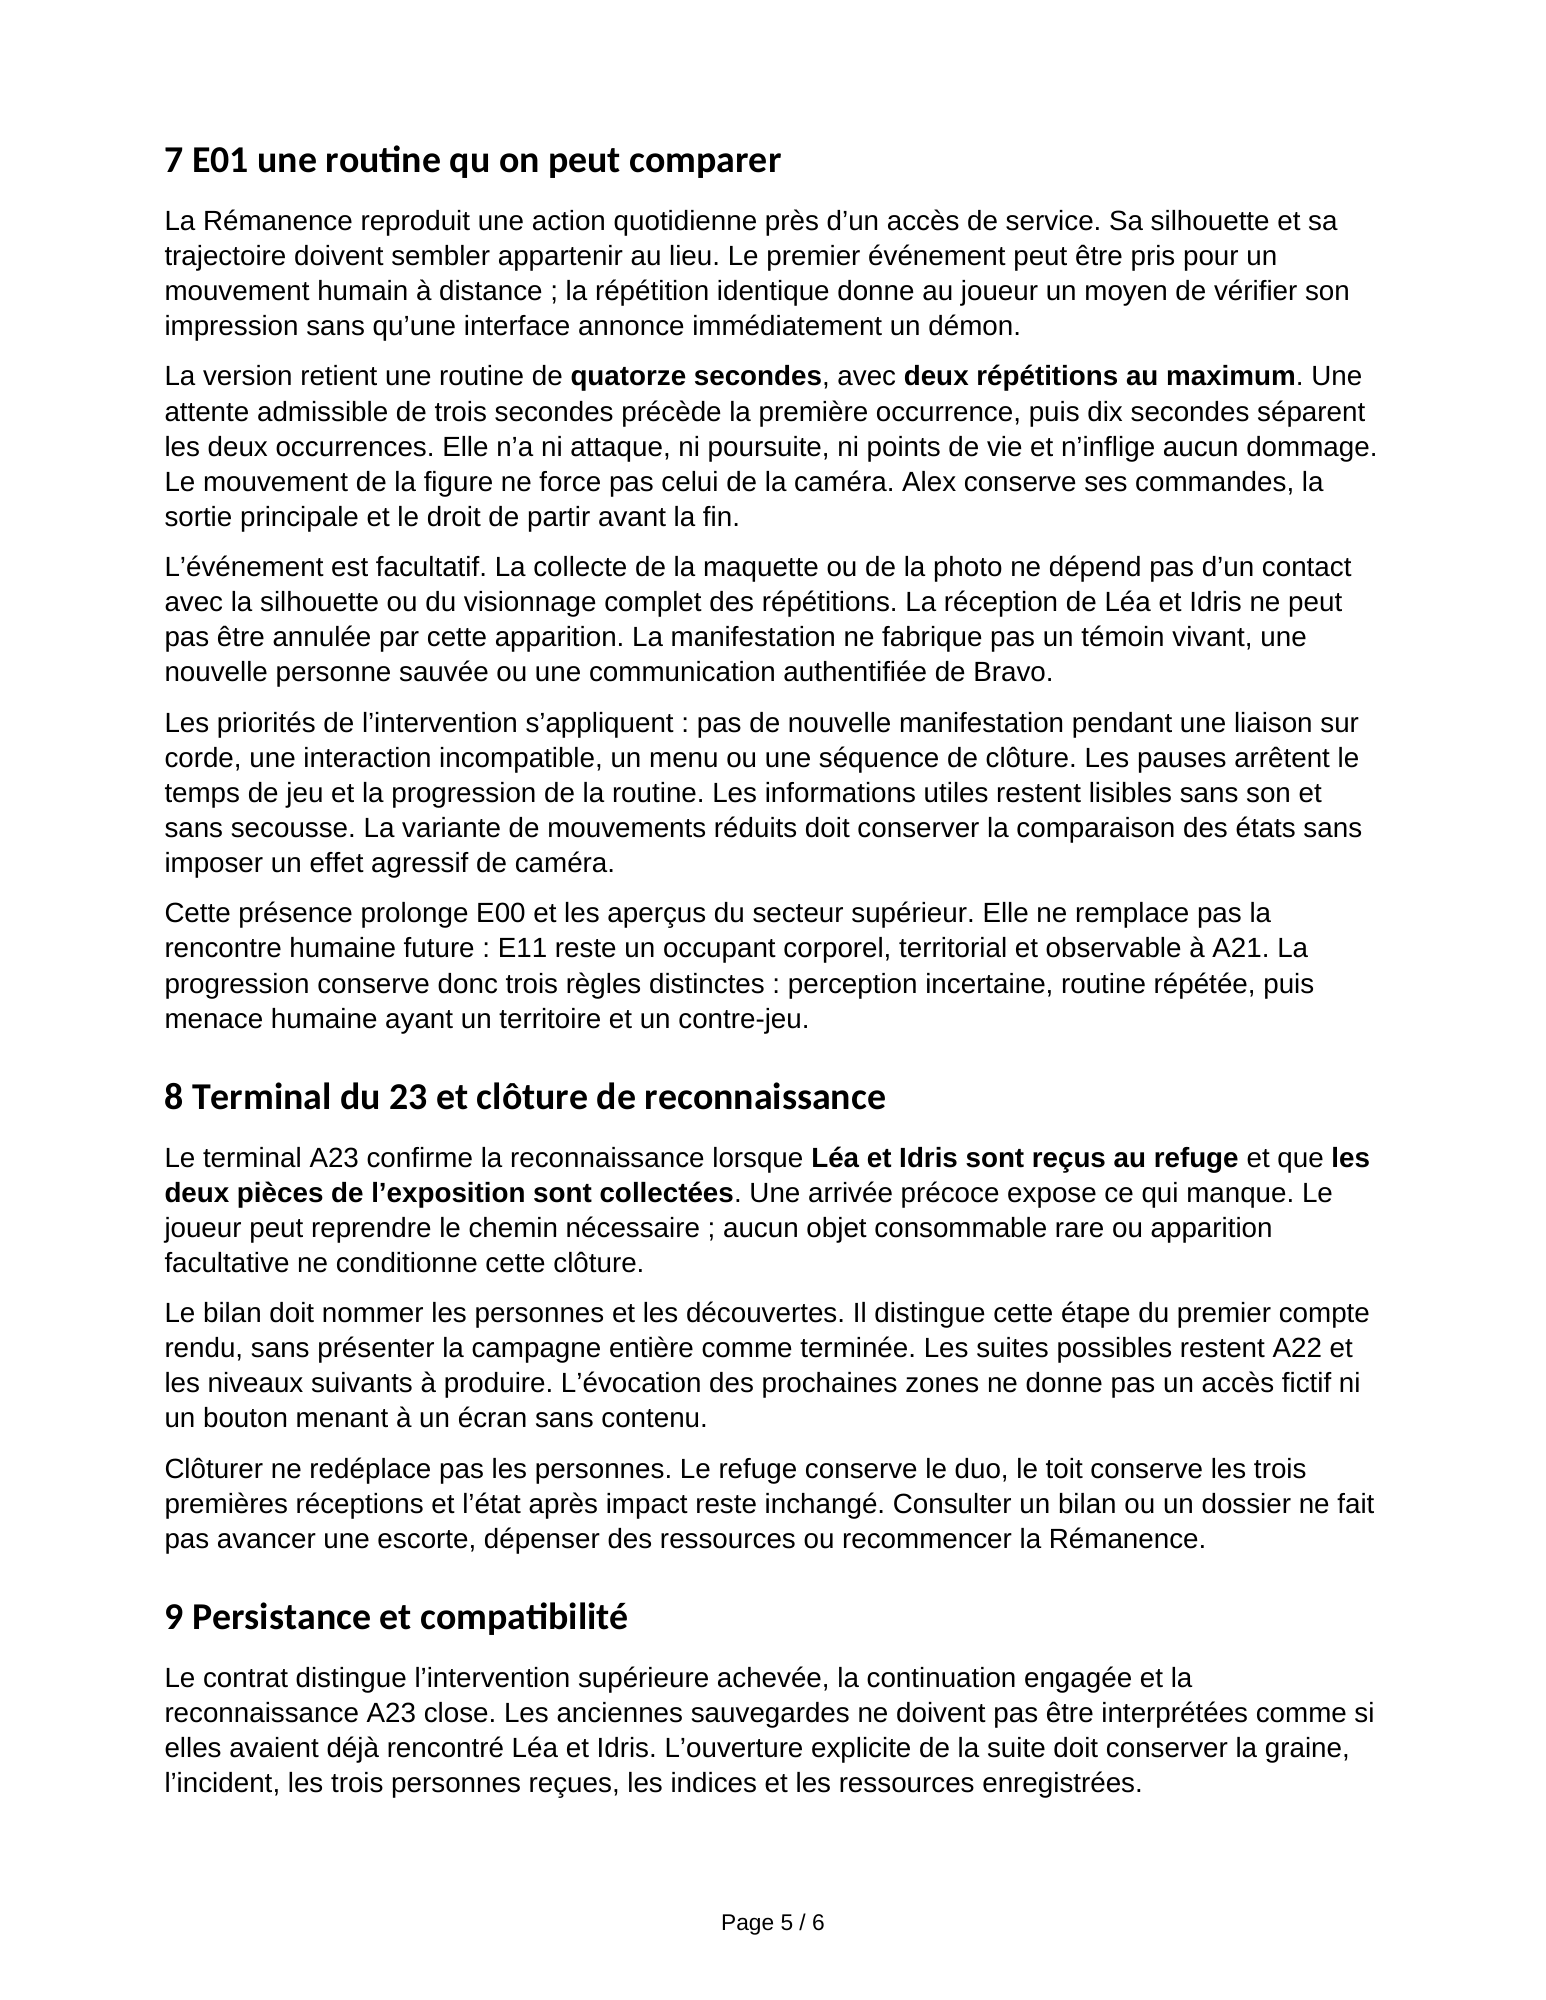 7 E01 une routine qu on peut comparer
La Rémanence reproduit une action quotidienne près d’un accès de service. Sa silhouette et sa
trajectoire doivent sembler appartenir au lieu. Le premier événement peut être pris pour un
mouvement humain à distance ; la répétition identique donne au joueur un moyen de vérifier son
impression sans qu’une interface annonce immédiatement un démon.
La version retient une routine de quatorze secondes, avec deux répétitions au maximum. Une
attente admissible de trois secondes précède la première occurrence, puis dix secondes séparent
les deux occurrences. Elle n’a ni attaque, ni poursuite, ni points de vie et n’inflige aucun dommage.
Le mouvement de la figure ne force pas celui de la caméra. Alex conserve ses commandes, la
sortie principale et le droit de partir avant la fin.
L’événement est facultatif. La collecte de la maquette ou de la photo ne dépend pas d’un contact
avec la silhouette ou du visionnage complet des répétitions. La réception de Léa et Idris ne peut
pas être annulée par cette apparition. La manifestation ne fabrique pas un témoin vivant, une
nouvelle personne sauvée ou une communication authentifiée de Bravo.
Les priorités de l’intervention s’appliquent : pas de nouvelle manifestation pendant une liaison sur
corde, une interaction incompatible, un menu ou une séquence de clôture. Les pauses arrêtent le
temps de jeu et la progression de la routine. Les informations utiles restent lisibles sans son et
sans secousse. La variante de mouvements réduits doit conserver la comparaison des états sans
imposer un effet agressif de caméra.
Cette présence prolonge E00 et les aperçus du secteur supérieur. Elle ne remplace pas la
rencontre humaine future : E11 reste un occupant corporel, territorial et observable à A21. La
progression conserve donc trois règles distinctes : perception incertaine, routine répétée, puis
menace humaine ayant un territoire et un contre-jeu.
8 Terminal du 23 et clôture de reconnaissance
Le terminal A23 confirme la reconnaissance lorsque Léa et Idris sont reçus au refuge et que les
deux pièces de l’exposition sont collectées. Une arrivée précoce expose ce qui manque. Le
joueur peut reprendre le chemin nécessaire ; aucun objet consommable rare ou apparition
facultative ne conditionne cette clôture.
Le bilan doit nommer les personnes et les découvertes. Il distingue cette étape du premier compte
rendu, sans présenter la campagne entière comme terminée. Les suites possibles restent A22 et
les niveaux suivants à produire. L’évocation des prochaines zones ne donne pas un accès fictif ni
un bouton menant à un écran sans contenu.
Clôturer ne redéplace pas les personnes. Le refuge conserve le duo, le toit conserve les trois
premières réceptions et l’état après impact reste inchangé. Consulter un bilan ou un dossier ne fait
pas avancer une escorte, dépenser des ressources ou recommencer la Rémanence.
9 Persistance et compatibilité
Le contrat distingue l’intervention supérieure achevée, la continuation engagée et la
reconnaissance A23 close. Les anciennes sauvegardes ne doivent pas être interprétées comme si
elles avaient déjà rencontré Léa et Idris. L’ouverture explicite de la suite doit conserver la graine,
l’incident, les trois personnes reçues, les indices et les ressources enregistrées.
Page 5 / 6